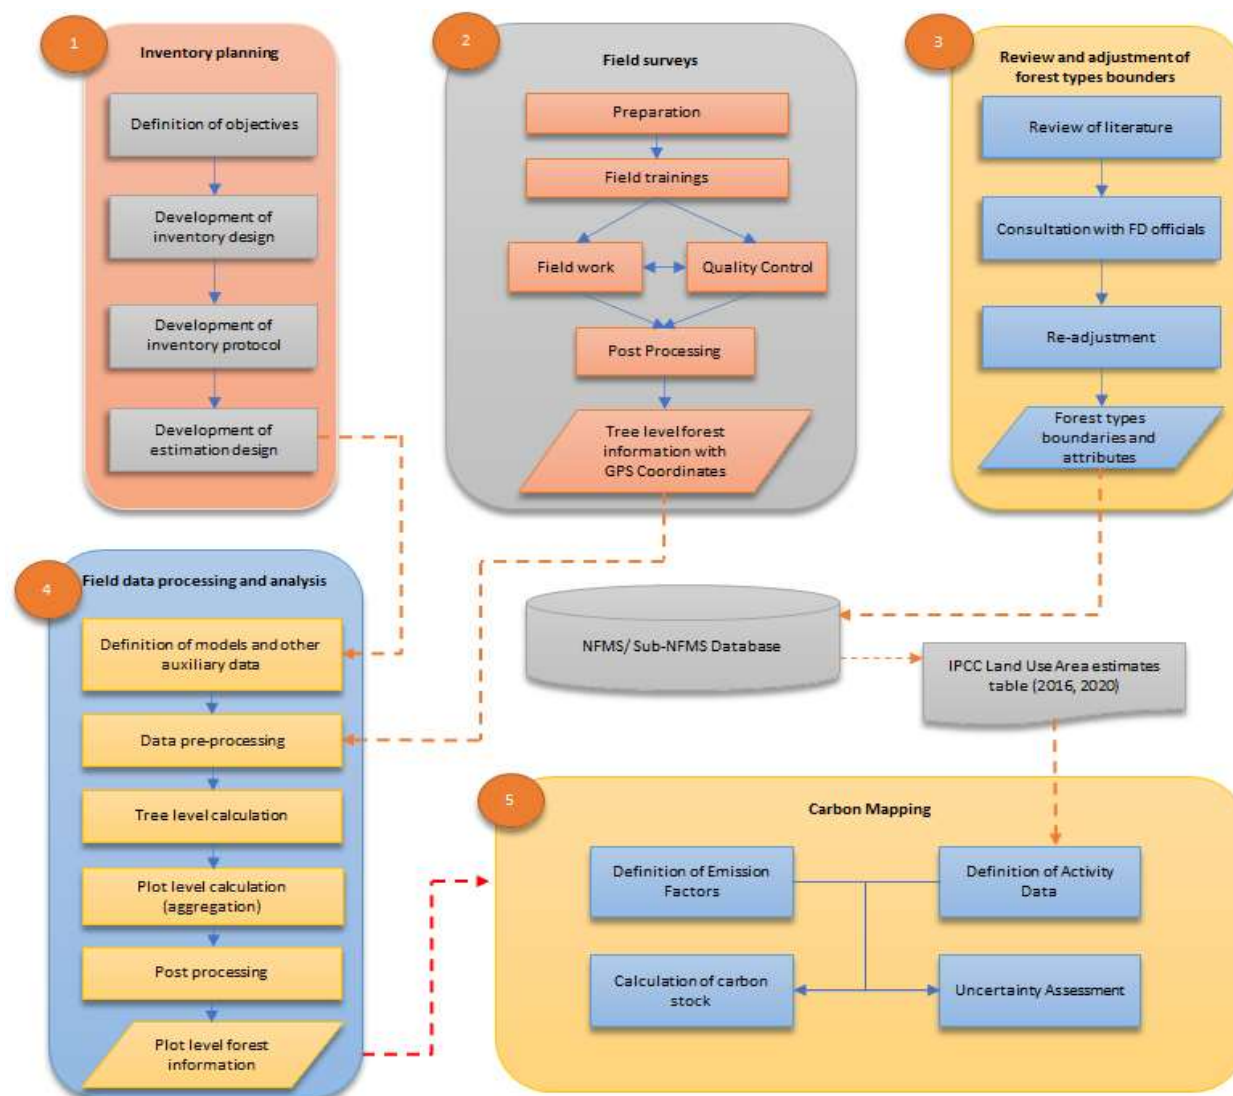 1
Inventory planning
Definition of objectives
Development of
inventory design
Development of
inventory protocol
Development of
estimation design
2
Field surveys
Preparation
Field trainings
Field work
Quality Control
Post Processing
Tree level forest
information with
GPS Coordinates
3
Review and adjustment of
forest types bounders
Review of literature
Consultation with FD officials
Re-adjustment
Forest types
boundaries and
attributes
4
Field data processing and analysis
Definition of models and other
auxiliary data
Data pre-processing
Tree level calculation
Plot level calculation
(aggregation)
Post processing
Plot level forest
information
NFMS/ Sub-NFMS Database
IPCC Land Use Area estimates
table (2016, 2020)
5
Carbon Mapping
Definition of Emission
Factors
Definition of Activity
Data
Calculation of carbon
stock
Uncertainty Assessment